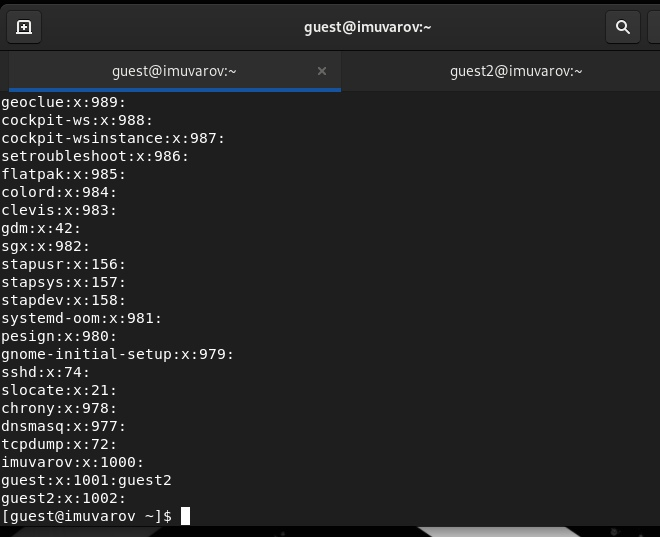 guest@imuvarov:~
guest@imuvarov:~
guest2@imuvarov:~
geoclue:x:989:
cockpit-ws:x:988:
cockpit-wsinstance:x:987:
setroubleshoot:x:986:
flatpak:x:985:
colord:x:984:
clevis:x:983:
gdm:x:42:
sgx:x:982:
stapusr:x:156:
stapsys:x:157:
stapdev:x:158:
systemd-oom:x:981:
pesign:x:980:
gnome-initial-setup:x:979:
sshd:x:74:
slocate:x:21:
chrony:x:978:
dnsmasq:x:977:
tcpdump:x:72:
imuvarov:x:1000:
guest:x:1001:guest2
guest2:x:1002:
[guest@imuvarov ~]$